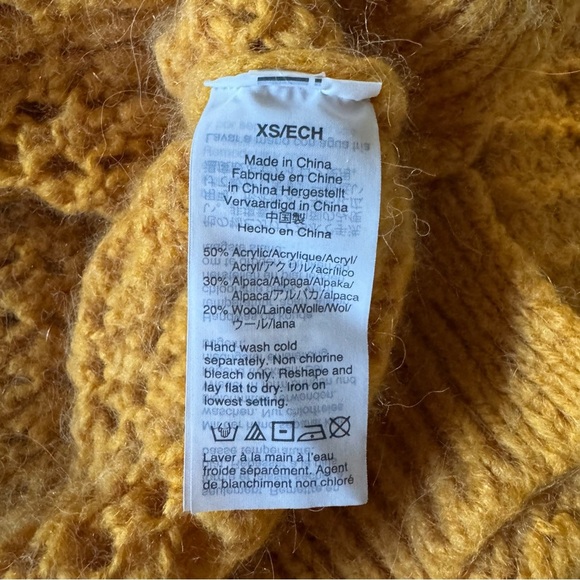 XS/ECH
Made in China
Fabriqué en Chine
in China Hergestellt
Vervaardigd in China
中国製
Hecho en China
50% Acrylic/Acrylique/Acryl/
Acryl/アクリル/acrílico
30% Alpaca/Alpaga/Alpaka/
Alpaca/アルパカ/alpaca
20% Wool/Laine/Wolle/Wol/
ウール/lana
Hand wash cold
separately. Non chlorine
bleach only. Reshape and
lay flat to dry. Iron on
lowest setting.
Laver à la main à l'eau
froide séparément. Agent
de blanchiment non chloré